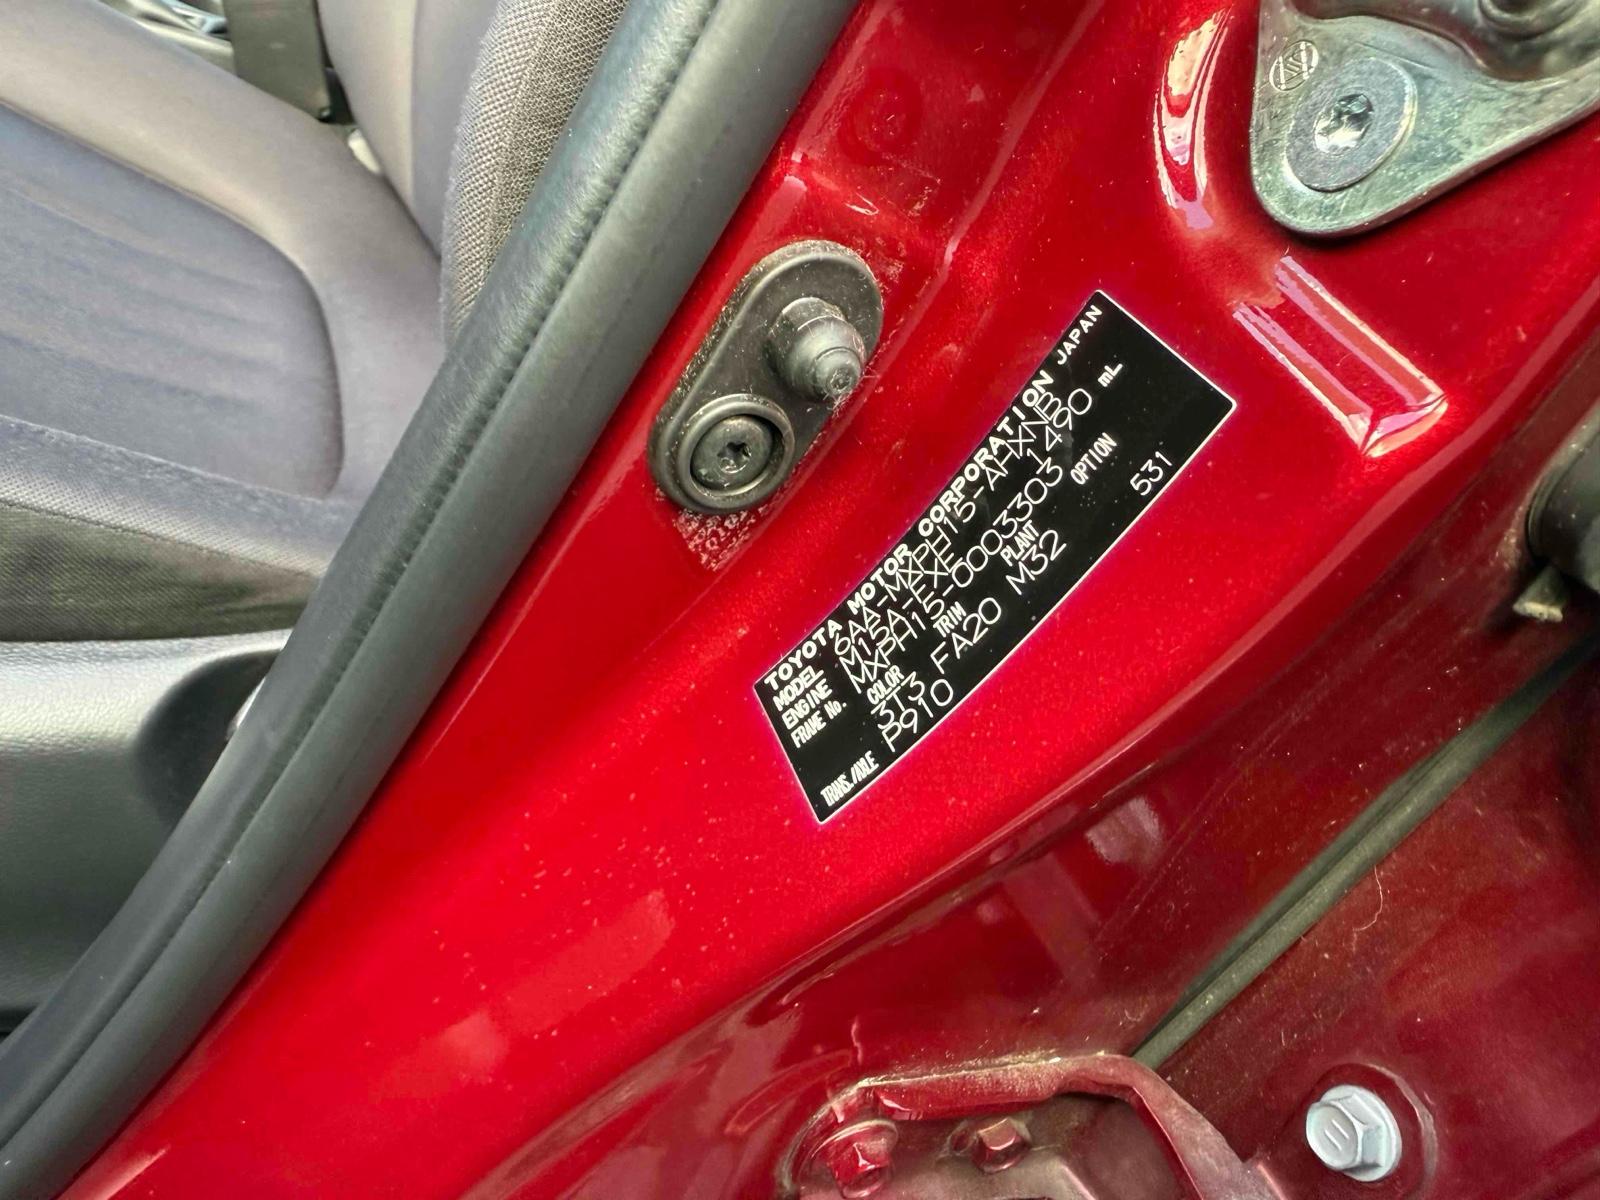 TOYOTA MOTOR CORPORATION JAPAN
MODEL 6AA-MXPH15-AHXNB
ENGINE M15A-FXE 1490 mL
FRAME No. MXPH15-0003303
COLOR TRIM PLANT OPTION
3T3 FA20 M32 531
TRANS./AXLE P910